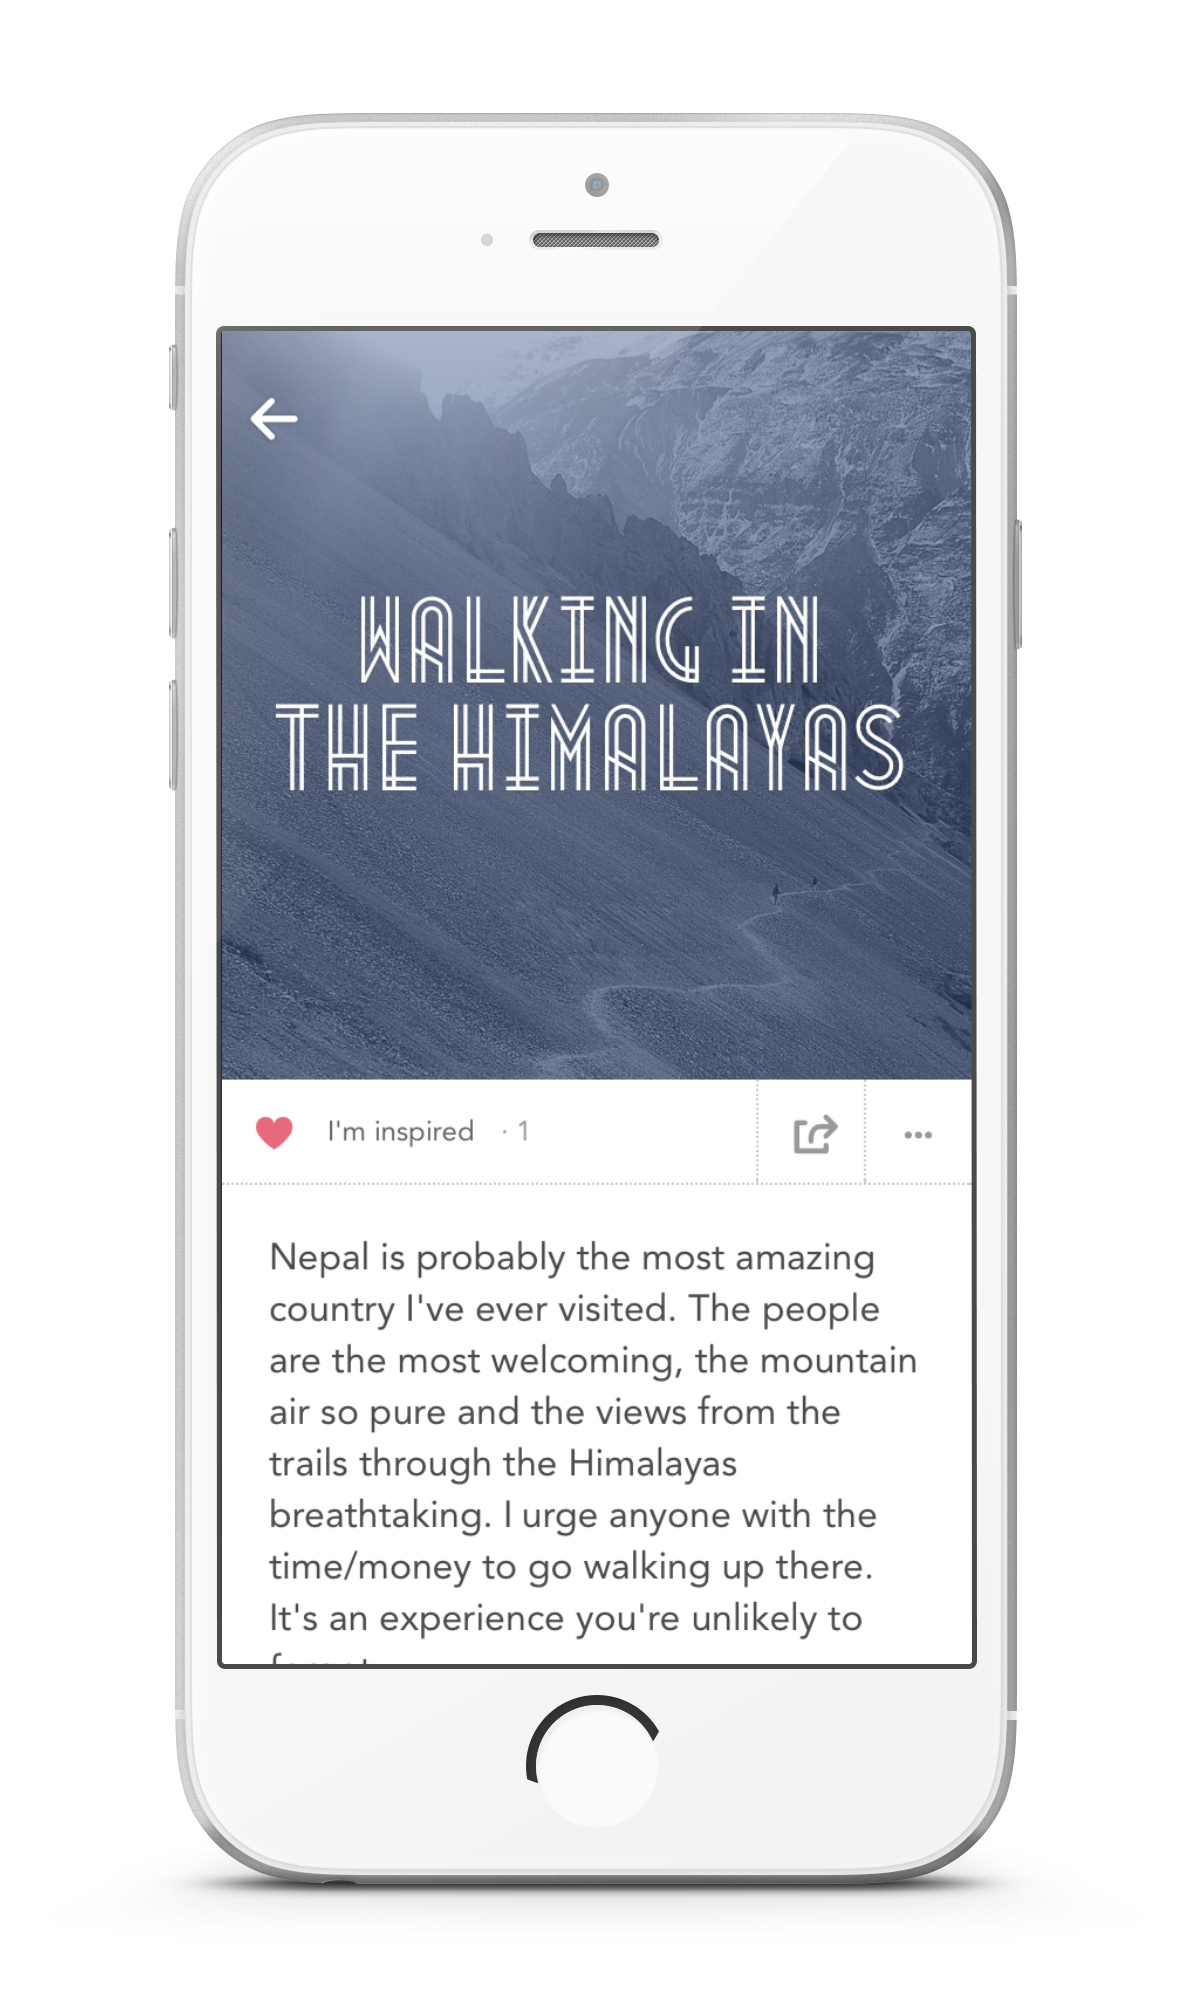 WALKING IN
THE HIMALAYAS
I'm inspired · 1
Nepal is probably the most amazing
country I've ever visited. The people
are the most welcoming, the mountain
air so pure and the views from the
trails through the Himalayas
breathtaking. I urge anyone with the
time/money to go walking up there.
It's an experience you're unlikely to